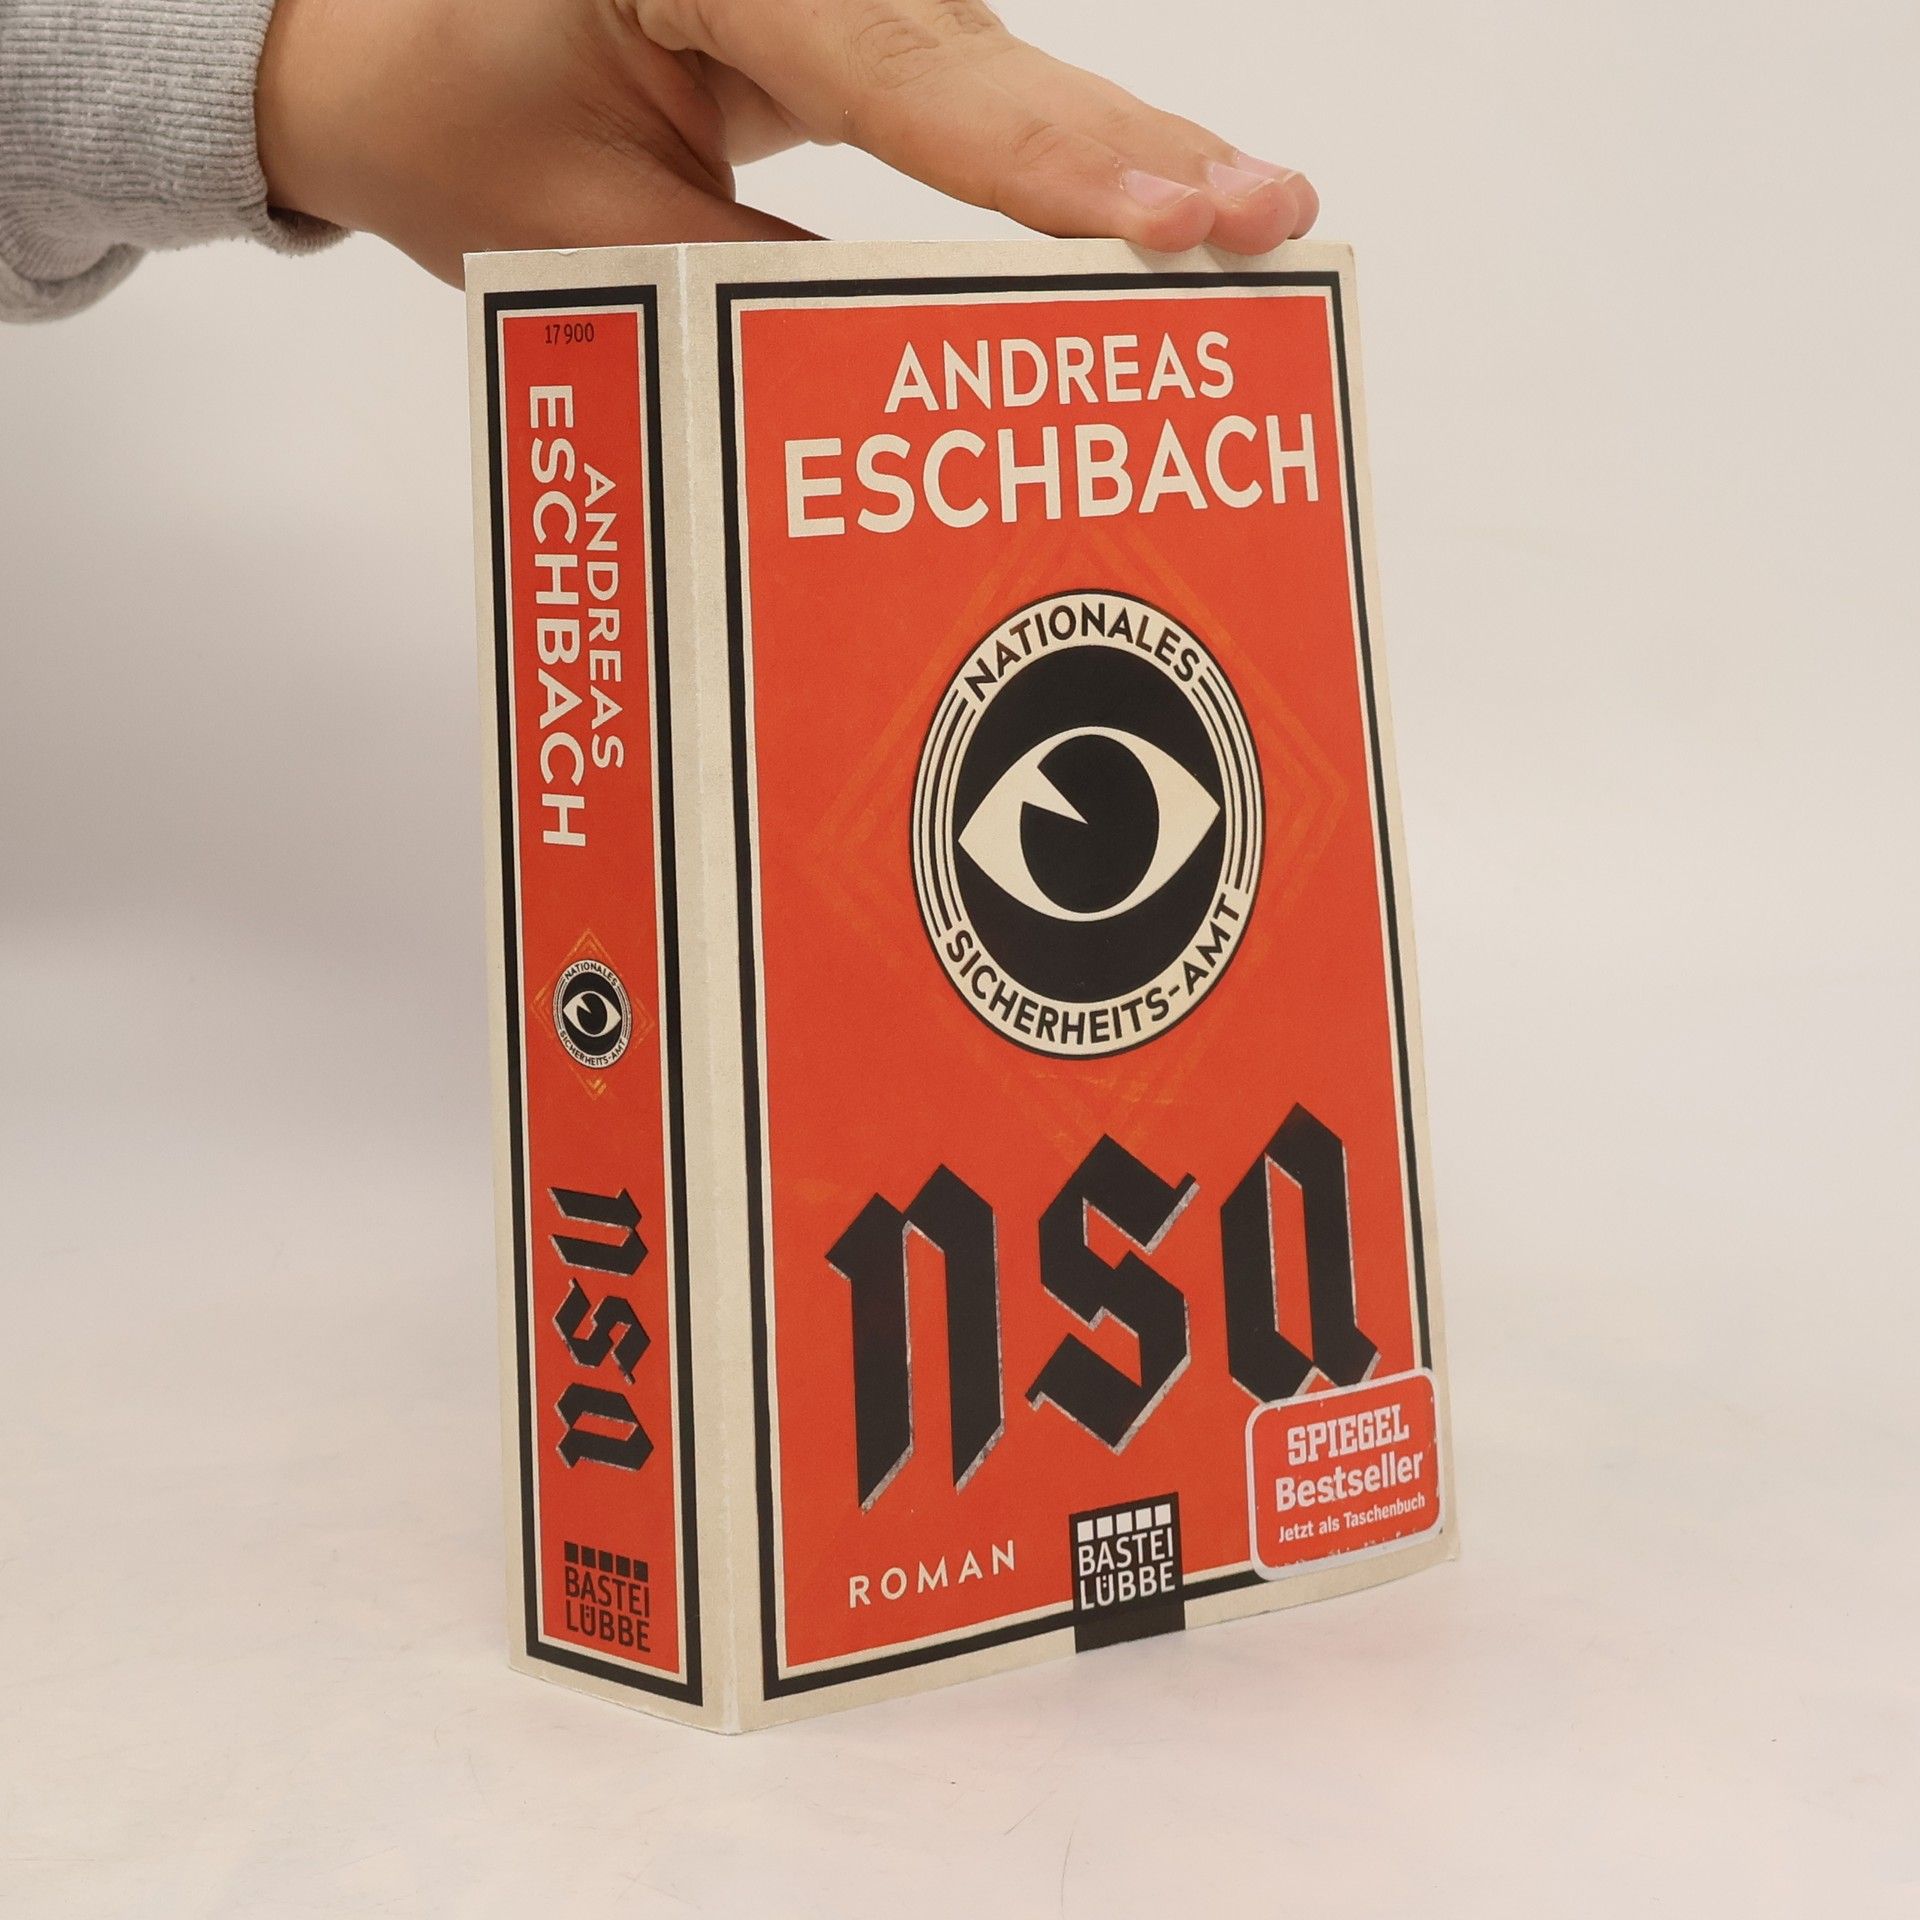 17900
ANDREAS
ESCHBACH
NATIONALES
SICHERHEITS-AMT
nsa
BASTEI
LÜBBE
ANDREAS
ESCHBACH
NATIONALES
SICHERHEITS-AMT
nsa
ROMAN
BASTEI
LÜBBE
SPIEGEL
Bestseller
Jetzt als Taschenbuch